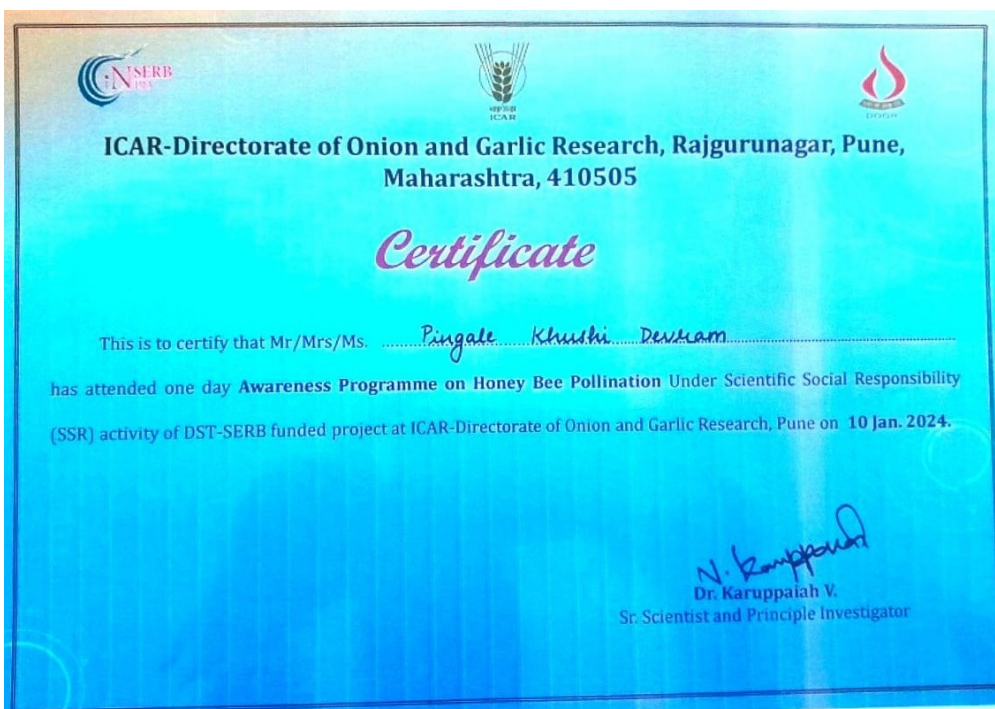 SERB
ICAR
DOGR
ICAR-Directorate of Onion and Garlic Research, Rajgurunagar, Pune,
Maharashtra, 410505
Certificate
This is to certify that Mr/Mrs/Ms. Pingale Khushi Devram
has attended one day Awareness Programme on Honey Bee Pollination Under Scientific Social Responsibility
(SSR) activity of DST-SERB funded project at ICAR-Directorate of Onion and Garlic Research, Pune on 10 Jan. 2024.
Dr. Karuppaiah V.
Sr. Scientist and Principle Investigator